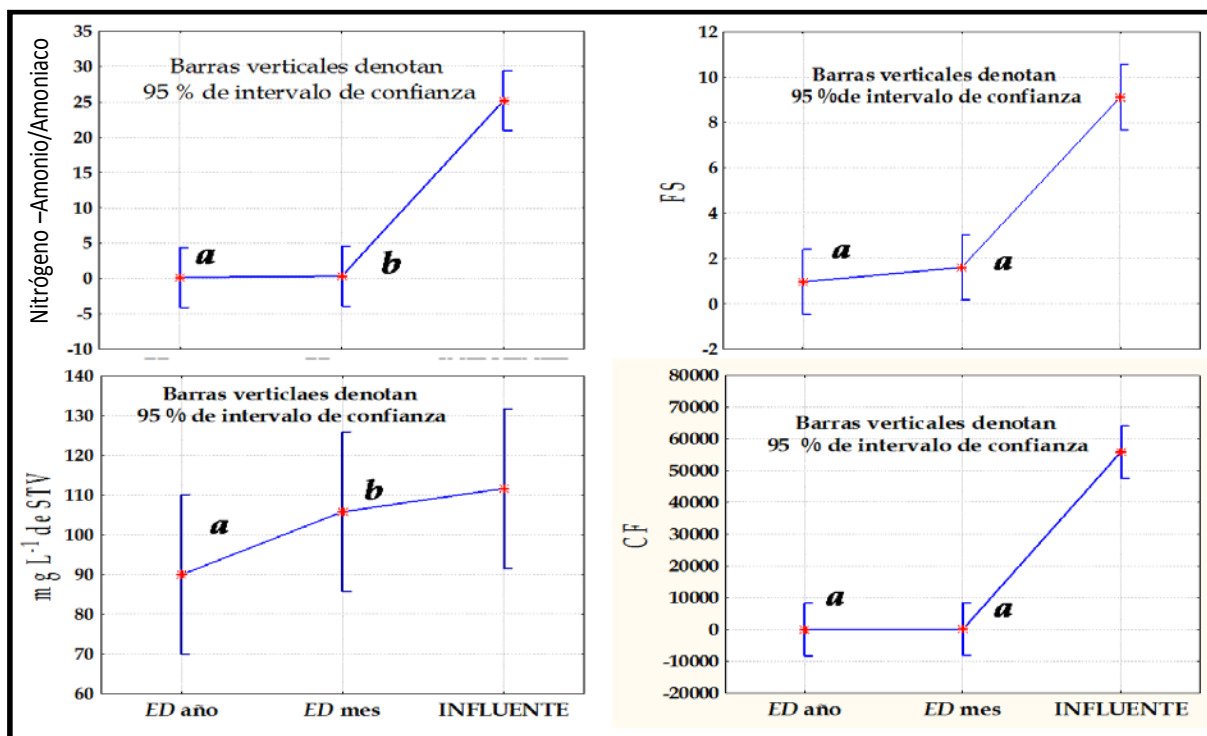 Nitrógeno –Amonio/Amoniaco
35
30
25
20
15
10
5
0
-5
-10
Barras verticales denotan
95 % de intervalo de confianza
a
b
FS
12
10
8
6
4
2
0
-2
Barras verticales denotan
95 %de intervalo de confianza
a
a
mg L-1 de STV
140
130
120
110
100
90
80
70
60
Barras verticlaes denotan
95 % de intervalo de confianza
a
b
ED año
ED mes
INFLUENTE
CF
80000
70000
60000
50000
40000
30000
20000
10000
0
-10000
-20000
Barras verticales denotan
95 % de intervalo de confianza
a
a
ED año
ED mes
INFLUENTE